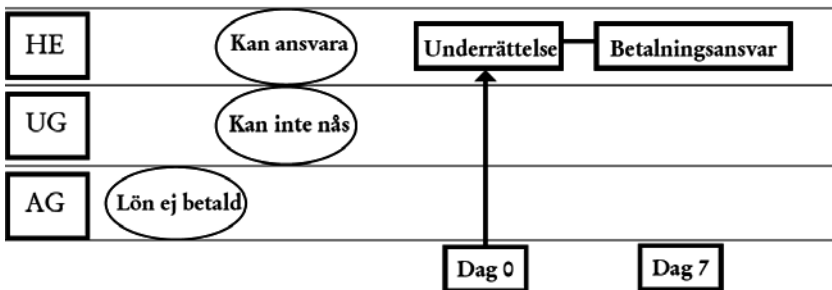 HE
Kan ansvara
Underrättelse
Betalningsansvar
UG
Kan inte nås
AG
Lön ej betald
Dag 0
Dag 7